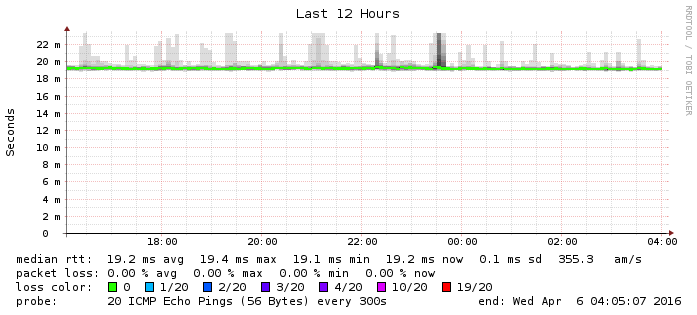 Last 12 Hours
RRDTOOL / TOBI OETIKER
Seconds
22 m
20 m
18 m
16 m
14 m
12 m
10 m
8 m
6 m
4 m
2 m
0
18:00 20:00 22:00 00:00 02:00 04:00
median rtt: 19.2 ms avg 19.4 ms max 19.1 ms min 19.2 ms now 0.1 ms sd 355.3 am/s
packet loss: 0.00 % avg 0.00 % max 0.00 % min 0.00 % now
loss color: 0 1/20 2/20 3/20 4/20 10/20 19/20
probe: 20 ICMP Echo Pings (56 Bytes) every 300s end: Wed Apr 6 04:05:07 2016